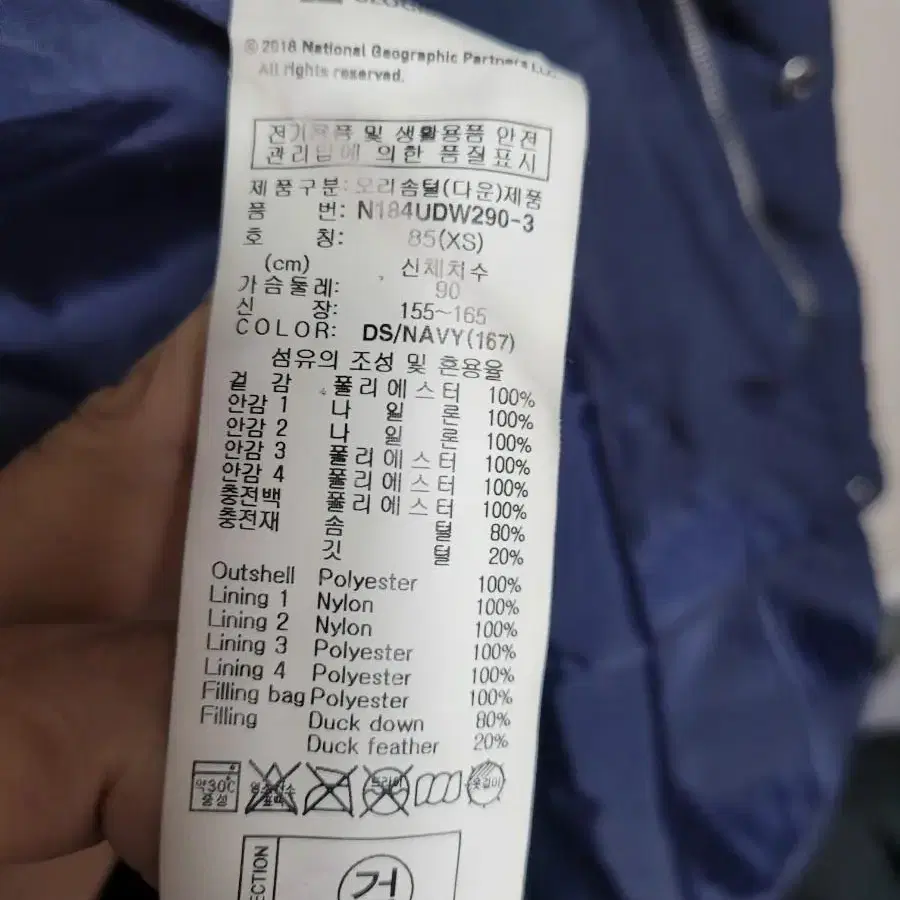 © 2018 National Geographic Partners LLC.
All rights reserved.
전기용품 및 생활용품 안전
관리법에 의한 품질표시
제품구분: 오리솜털(다운)제품
품 번: N184UDW290-3
호 칭: 85(XS)
(cm) 신체치수
가슴둘레: 90
신 장: 155~165
COLOR: DS/NAVY(167)
섬유의 조성 및 혼용율
겉 감 폴리에스터 100%
안감 1 나 일 론 100%
안감 2 나 일 론 100%
안감 3 폴리에스터 100%
안감 4 폴리에스터 100%
충전백 폴리에스터 100%
충전재 솜 털 80%
깃 털 20%
Outshell Polyester 100%
Lining 1 Nylon 100%
Lining 2 Nylon 100%
Lining 3 Polyester 100%
Lining 4 Polyester 100%
Filling bag Polyester 100%
Filling Duck down 80%
Duck feather 20%
약30℃
중성
드라이
옷걸이
ECTION
거